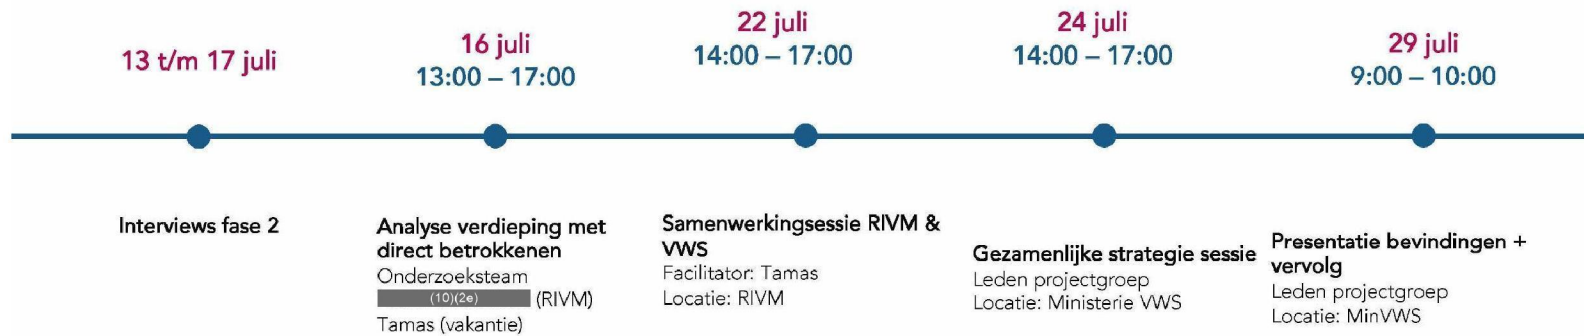 13 t/m 17 juli
16 juli
13:00 – 17:00
22 juli
14:00 – 17:00
24 juli
14:00 – 17:00
29 juli
9:00 – 10:00
Interviews fase 2
Analyse verdieping met
direct betrokkenen
Onderzoeksteam
(10)(2e) (RIVM)
Tamas (vakantie)
Samenwerkingsessie RIVM &
VWS
Facilitator: Tamas
Locatie: RIVM
Gezamenlijke strategie sessie
Leden projectgroep
Locatie: Ministerie VWS
Presentatie bevindingen +
vervolg
Leden projectgroep
Locatie: MinVWS